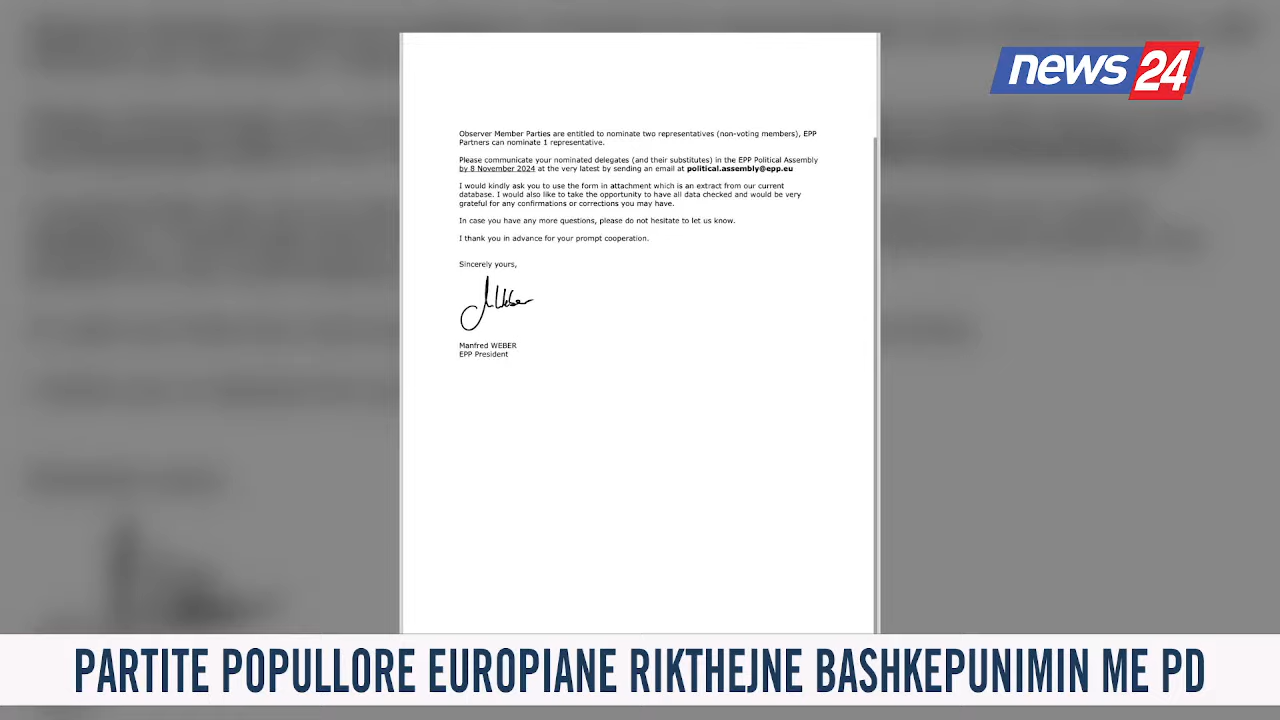 news 24
Observer Member Parties are entitled to nominate two representatives (non-voting members), EPP
Partners can nominate 1 representative.
Please communicate your nominated delegates (and their substitutes) in the EPP Political Assembly
by 8 November 2024 at the very latest by sending an email at political.assembly@epp.eu
I would kindly ask you to use the form in attachment which is an extract from our current
database. I would also like to take the opportunity to have all data checked and would be very
grateful for any confirmations or corrections you may have.
In case you have any more questions, please do not hesitate to let us know.
I thank you in advance for your prompt cooperation.
Sincerely yours,
MWeber
Manfred WEBER
EPP President
PARTITE POPULLORE EUROPIANE RIKTHEJNE BASHKEPUNIMIN ME PD